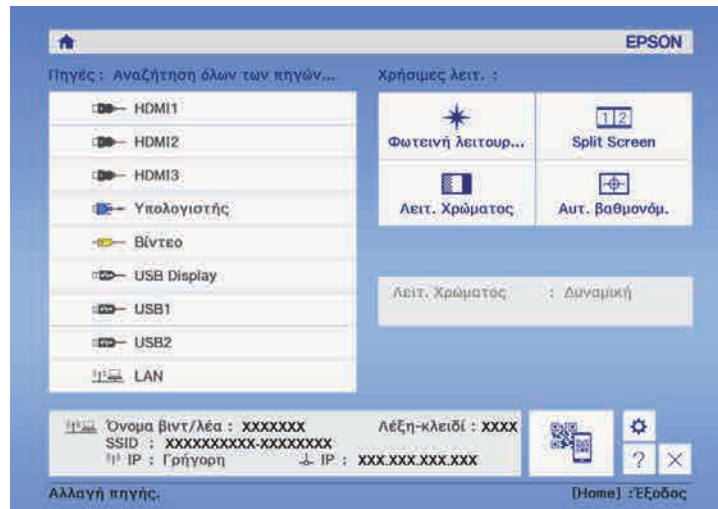 EPSON
Πηγές : Αναζήτηση όλων των πηγών...
HDMI1
HDMI2
HDMI3
Υπολογιστής
Βίντεο
USB Display
USB1
USB2
LAN
Χρήσιμες λειτ. :
Φωτεινή λειτουρ...
1 2
Split Screen
Λειτ. Χρώματος
Αυτ. βαθμονόμ.
Λειτ. Χρώματος : Δυναμική
Όνομα βιντ/λέα : XXXXXXX Λέξη-κλειδί : XXXX
SSID : XXXXXXXXXX-XXXXXXXX
IP : Γρήγορη IP : XXX.XXX.XXX.XXX
?
Αλλαγή πηγής. [Home] :Έξοδος